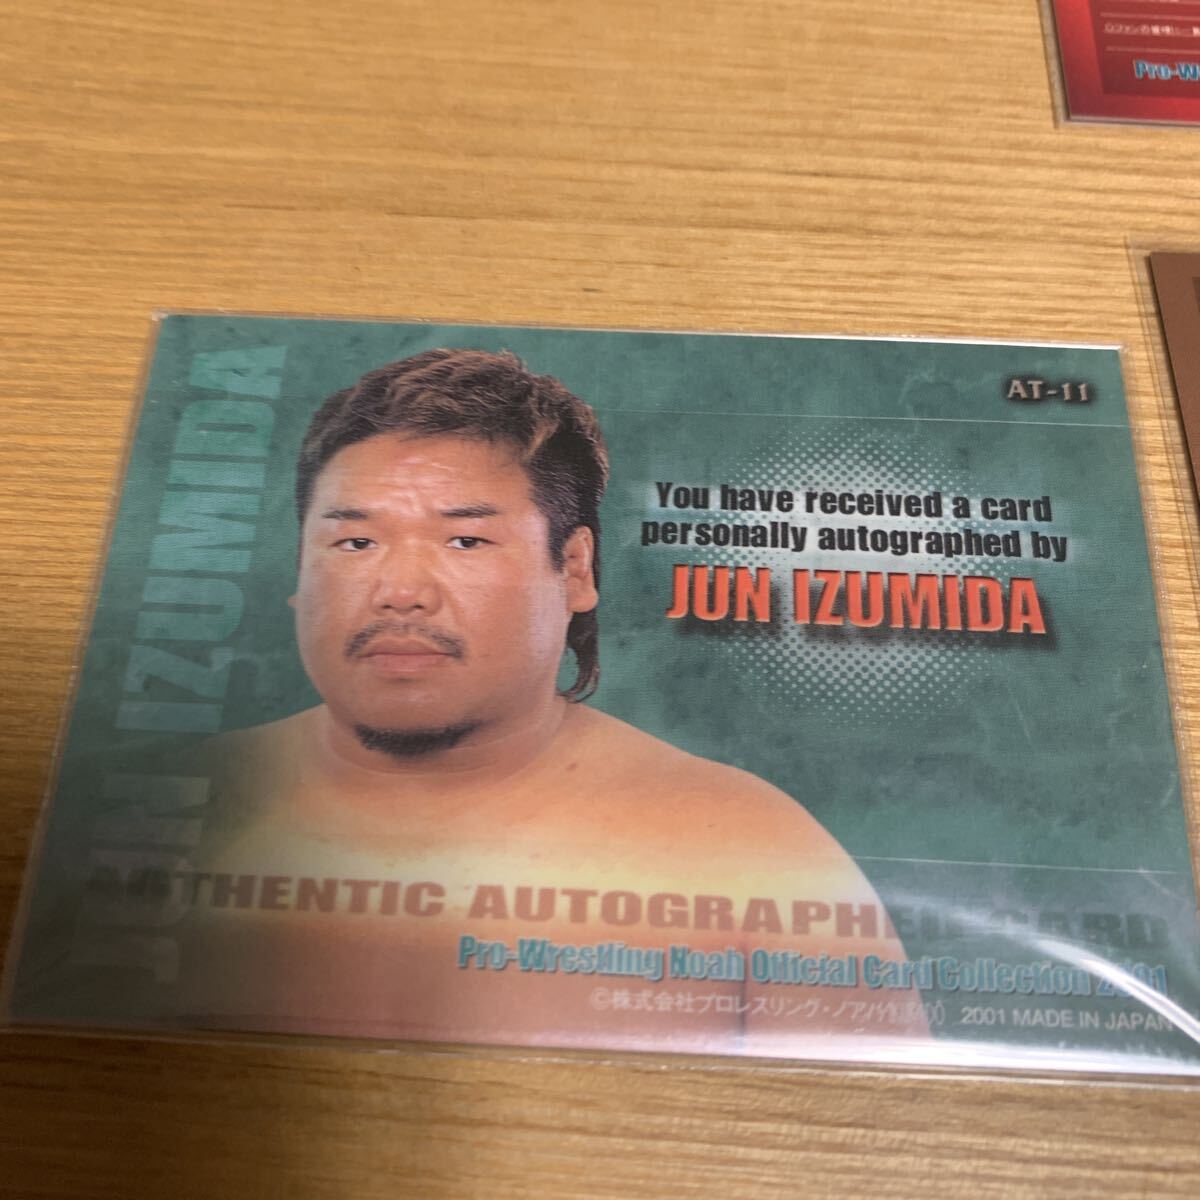 Pro-W
AT-11
JUN IZUMIDA
You have received a card
personally autographed by
JUN IZUMIDA
AUTHENTIC AUTOGRAPHED CARD
Pro-Wrestling Noah Official Card Collection 2001
©株式会社プロレスリング・ノア 2001 MADE IN JAPAN